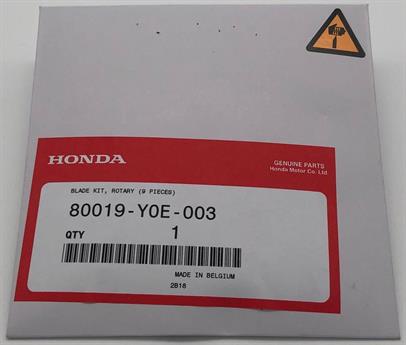 HONDA
GENUINE PARTS
Honda Motor Co. Ltd
BLADE KIT, ROTARY (9 PIECES)
80019-Y0E-003
QTY 1
MADE IN BELGIUM
2B18